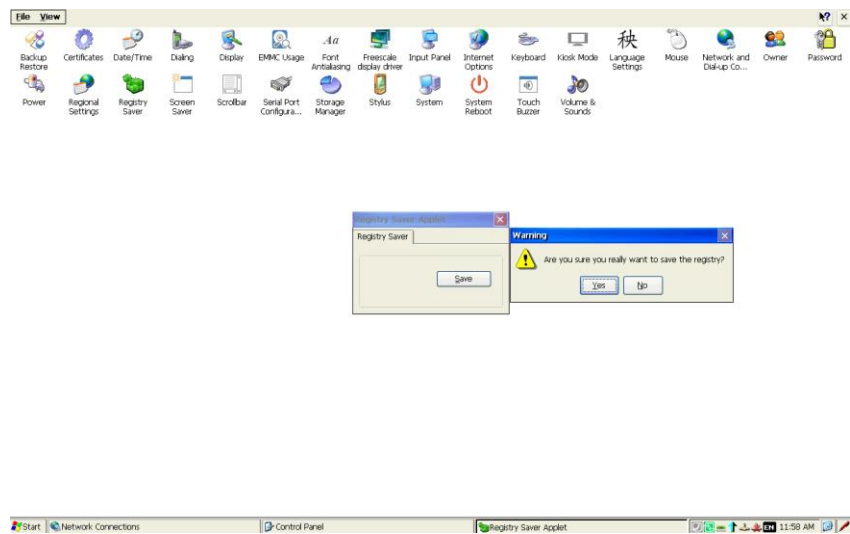 File View
Backup Restore
Certificates
Date/Time
Dialing
Display
EMMC Usage
Aa
Font Antialiasing
Freescale display driver
Input Panel
Internet Options
Keyboard
Kiosk Mode
秧
Language Settings
Mouse
Network and Dial-up Co...
Owner
Password
Power
Regional Settings
Registry Saver
Screen Saver
Scrollbar
Serial Port Configura...
Storage Manager
Stylus
System
System Reboot
Touch Buzzer
Volume & Sounds
Registry Saver Applet
Registry Saver
Save
Warning
Are you sure you really want to save the registry?
Yes No
Start Network Connections Control Panel Registry Saver Applet EN 11:58 AM